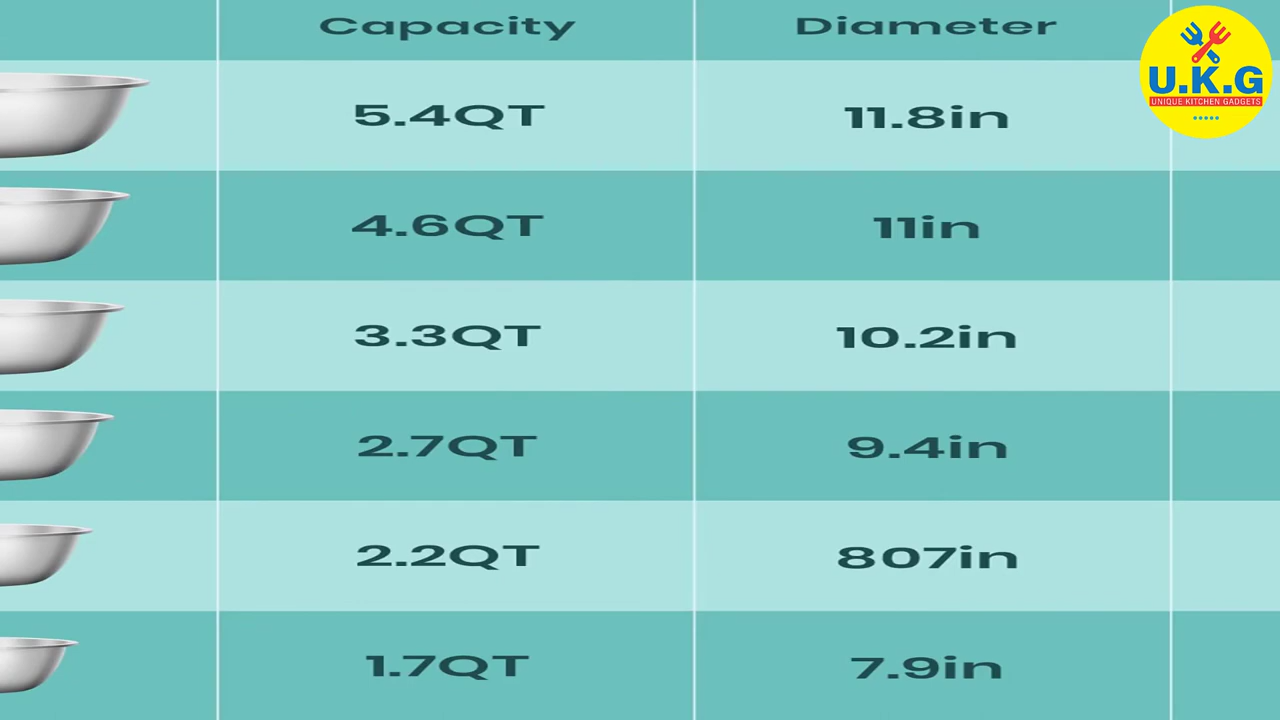 Capacity Diameter
U.K.G
UNIQUE KITCHEN GADGETS
5.4QT 11.8in
4.6QT 11in
3.3QT 10.2in
2.7QT 9.4in
2.2QT 807in
1.7QT 7.9in